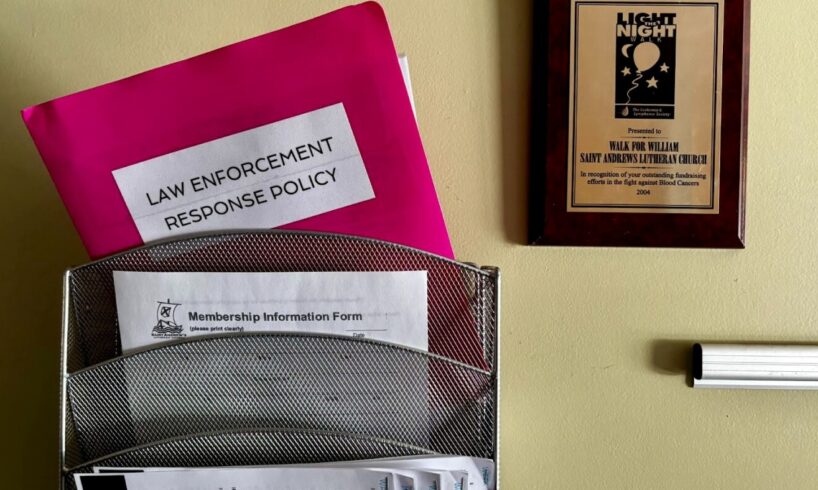 LAW ENFORCEMENT
RESPONSE POLICY
Membership Information Form
(please print clearly)
Date
LIGHT
THE
NIGHT
WALK
The Leukemia &
Lymphoma Society
Presented to
WALK FOR WILLIAM
SAINT ANDREWS LUTHERAN CHURCH
In recognition of your outstanding fundraising
efforts in the fight against Blood Cancers
2004